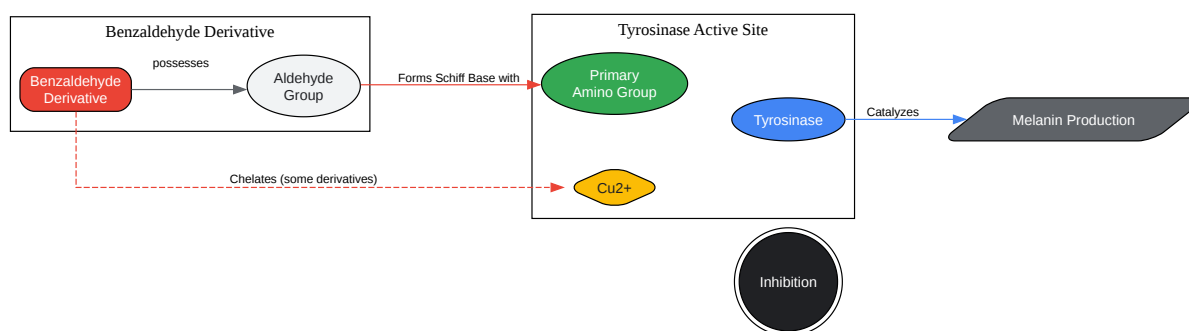 Benzaldehyde Derivative
Benzaldehyde
Derivative
possesses
Aldehyde
Group
Forms Schiff Base with
Chelates (some derivatives)
Tyrosinase Active Site
Primary
Amino Group
Tyrosinase
Cu2+
Catalyzes
Melanin Production
Inhibition